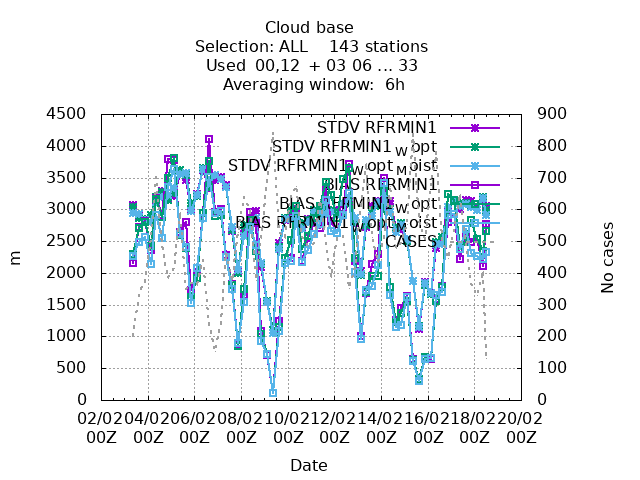 Cloud base
Selection: ALL 143 stations
Used 00,12 + 03 06 ... 33
Averaging window: 6h
4500
4000
3500
3000
2500
2000
1500
1000
500
0
m
900
800
700
600
500
400
300
200
100
0
No cases
STDV RFRMIN1
STDV RFRMIN1_W opt
STDV RFRMIN1_W opt_M oist
BIAS RFRMIN1
BIAS RFRMIN1_W opt
BIAS RFRMIN1_W opt_M oist
CASES
02/02 04/02 06/02 08/02 10/02 12/02 14/02 16/02 18/02 20/02
00Z 00Z 00Z 00Z 00Z 00Z 00Z 00Z 00Z 00Z
Date